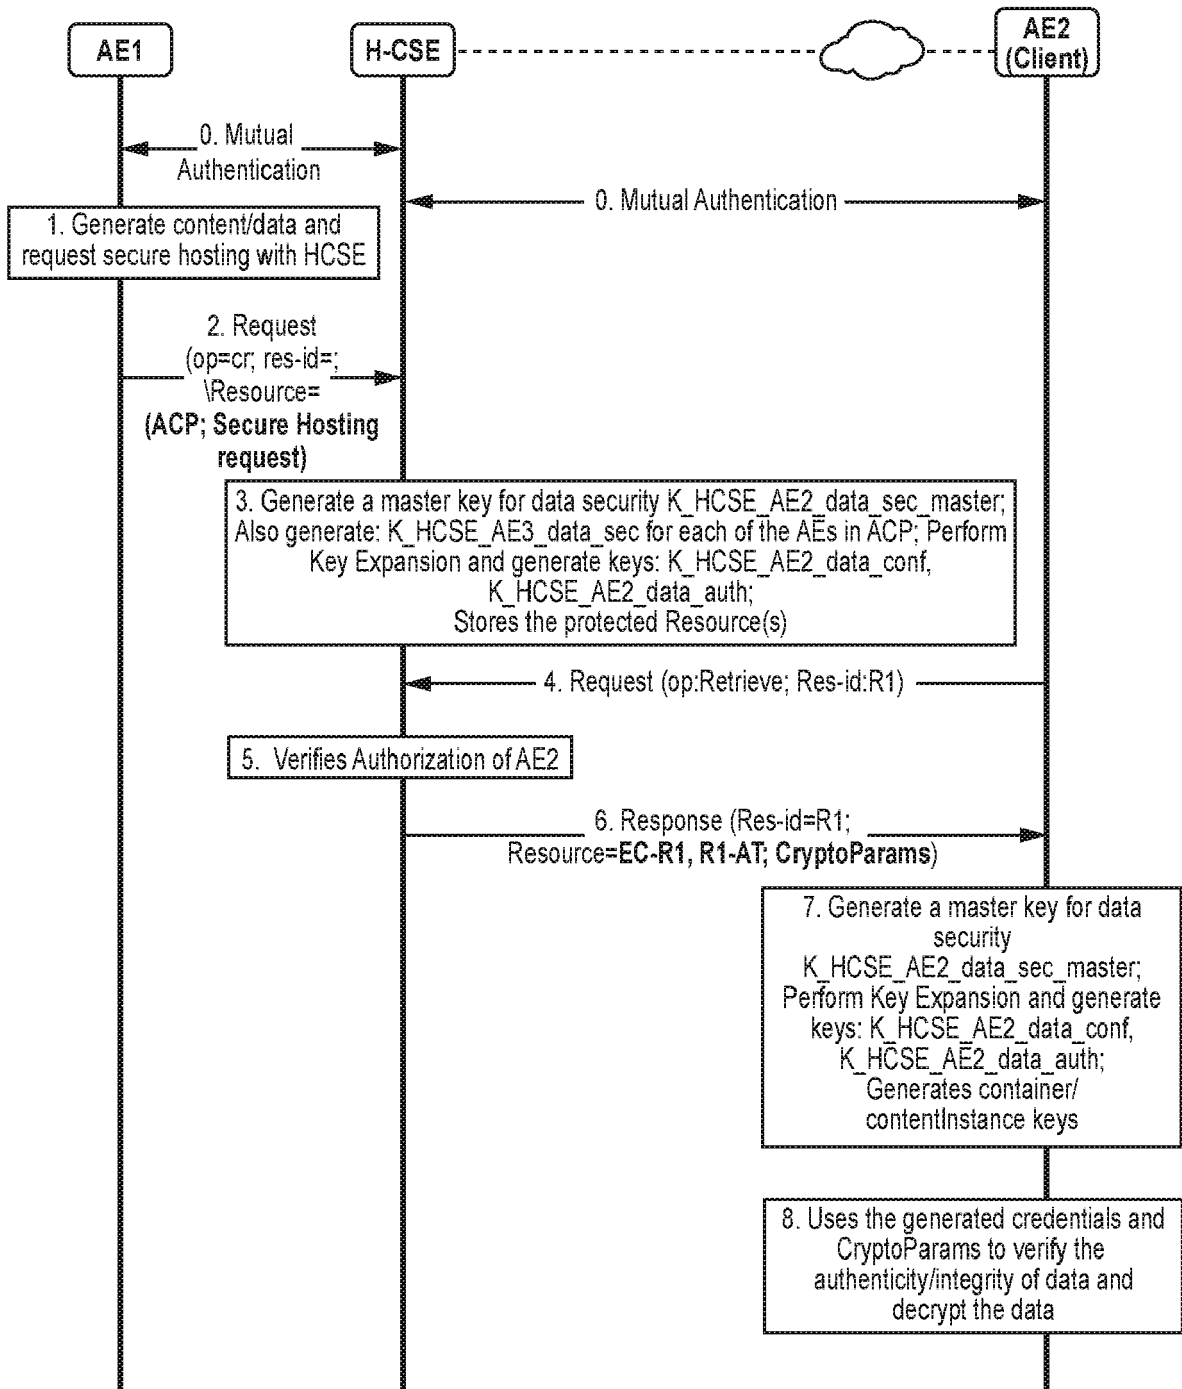 AE1
H-CSE
AE2
(Client)
0. Mutual
Authentication
0. Mutual Authentication
1. Generate content/data and
request secure hosting with HCSE
2. Request
(op=cr; res-id=;
\Resource=
(ACP; Secure Hosting
request)
3. Generate a master key for data security K_HCSE_AE2_data_sec_master;
Also generate: K_HCSE_AE3_data_sec for each of the AEs in ACP; Perform
Key Expansion and generate keys: K_HCSE_AE2_data_conf,
K_HCSE_AE2_data_auth;
Stores the protected Resource(s)
4. Request (op:Retrieve; Res-id:R1)
5. Verifies Authorization of AE2
6. Response (Res-id=R1;
Resource=EC-R1, R1-AT; CryptoParams)
7. Generate a master key for data
security
K_HCSE_AE2_data_sec_master;
Perform Key Expansion and generate
keys: K_HCSE_AE2_data_conf,
K_HCSE_AE2_data_auth;
Generates container/
contentInstance keys
8. Uses the generated credentials and
CryptoParams to verify the
authenticity/integrity of data and
decrypt the data